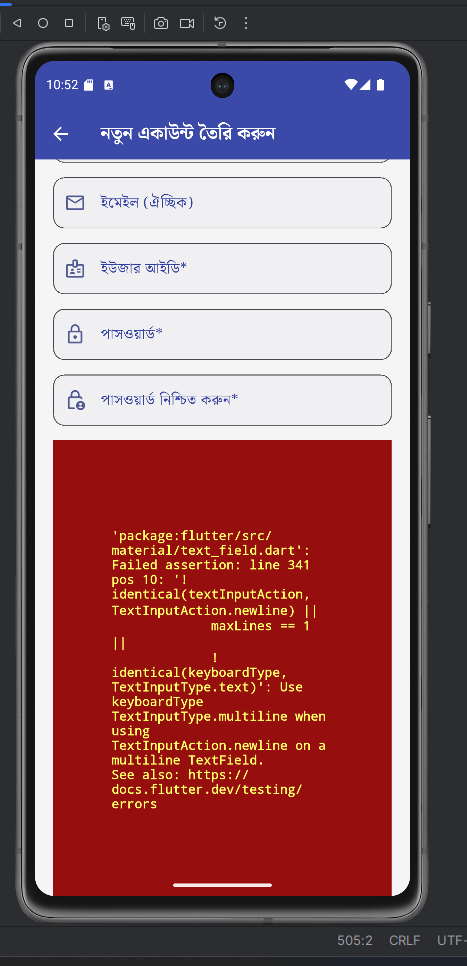 10:52
A
নতুন একাউন্ট তৈরি করুন
ইমেইল (ঐচ্ছিক)
ইউজার আইডি*
পাসওয়ার্ড*
পাসওয়ার্ড নিশ্চিত করুন*
'package:flutter/src/
material/text_field.dart':
Failed assertion: line 341
pos 10: '!
identical(textInputAction,
TextInputAction.newline) ||
maxLines == 1
||
!
identical(keyboardType,
TextInputType.text)': Use
keyboardType
TextInputType.multiline when
using
TextInputAction.newline on a
multiline TextField.
See also: https://
docs.flutter.dev/testing/
errors
505:2 CRLF UTF-